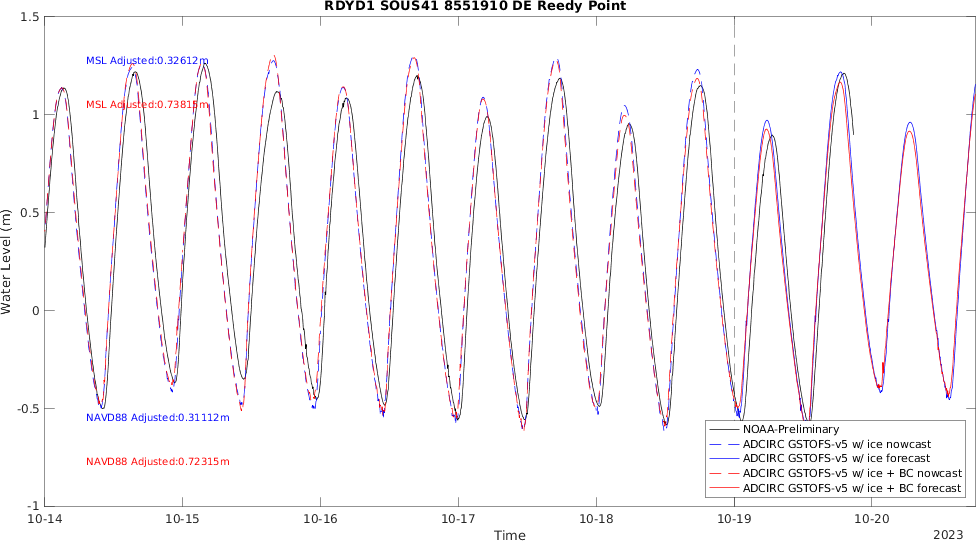 RDYD1 SOUS41 8551910 DE Reedy Point
1.5
1
0.5
0
-0.5
-1
Water Level (m)
MSL Adjusted:0.32612m
MSL Adjusted:0.73815m
NAVD88 Adjusted:0.31112m
NAVD88 Adjusted:0.72315m
NOAA-Preliminary
ADCIRC GSTOFS-v5 w/ ice nowcast
ADCIRC GSTOFS-v5 w/ ice forecast
ADCIRC GSTOFS-v5 w/ ice + BC nowcast
ADCIRC GSTOFS-v5 w/ ice + BC forecast
10-14 10-15 10-16 10-17 10-18 10-19 10-20
Time
2023